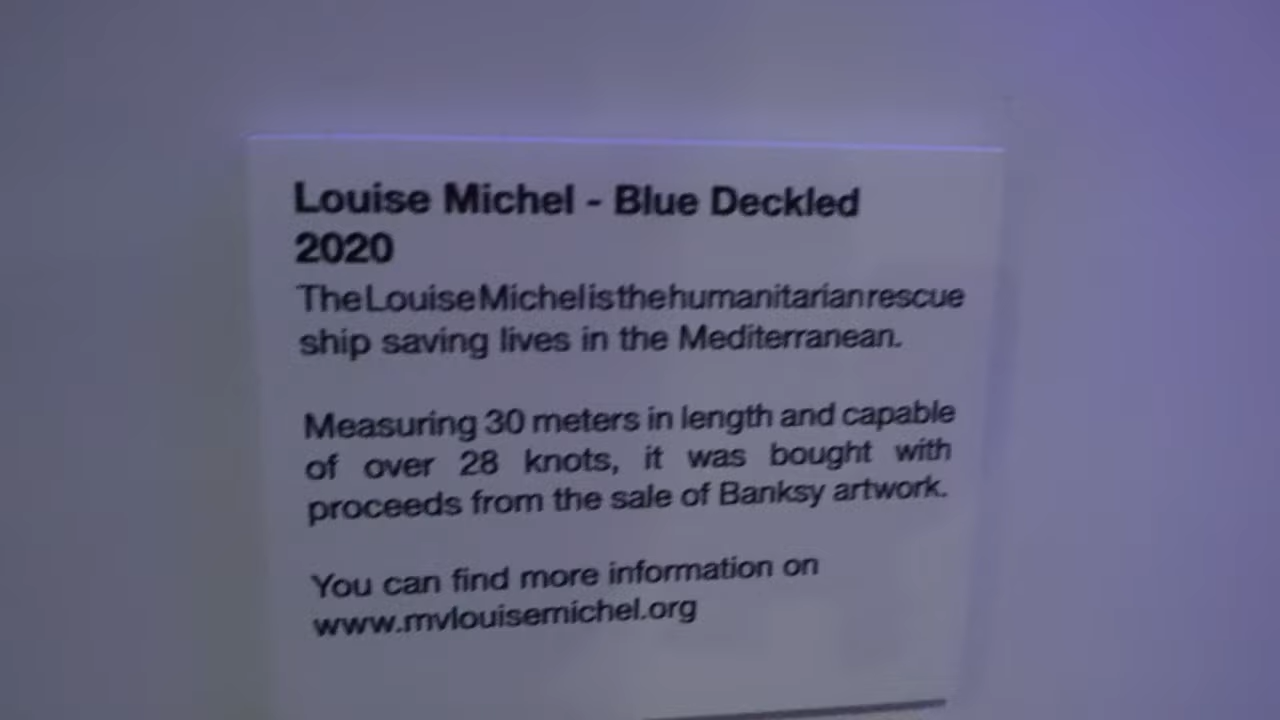 Louise Michel - Blue Deckled
2020
The Louise Michel is the humanitarian rescue
ship saving lives in the Mediterranean.
Measuring 30 meters in length and capable
of over 28 knots, it was bought with
proceeds from the sale of Banksy artwork.
You can find more information on
www.mvlouisemichel.org